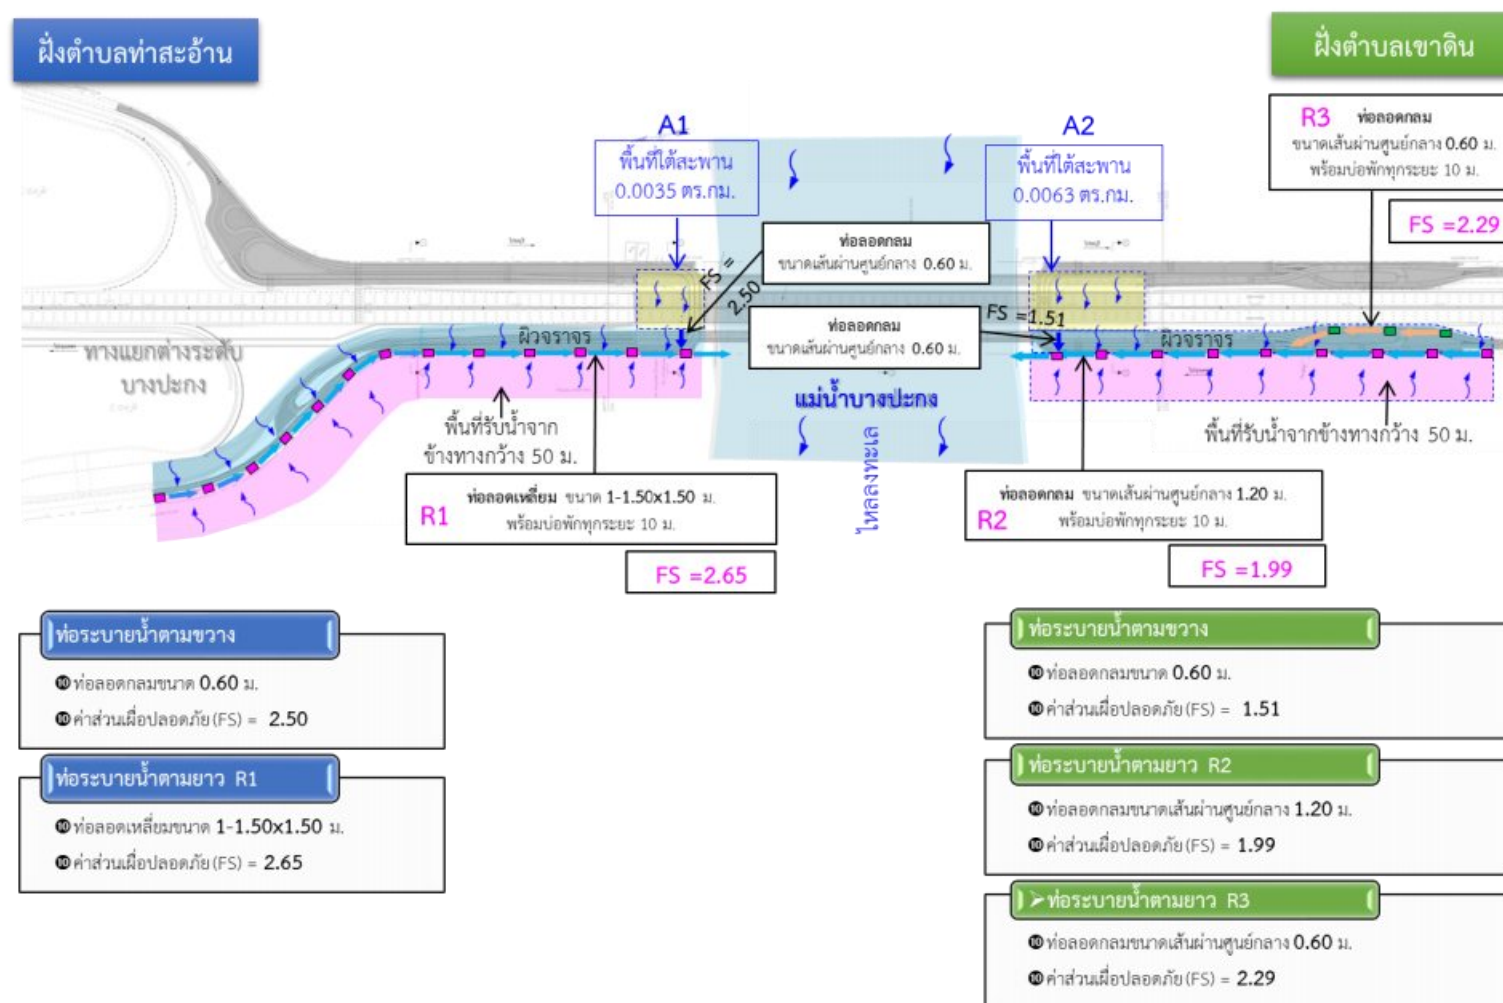 ฝั่งตำบลท่าสะอ้าน
ฝั่งตำบลเขาดิน
A1
พื้นที่ใต้สะพาน
0.0035 ตร.กม.
A2
พื้นที่ใต้สะพาน
0.0063 ตร.กม.
R3 ท่อลอดกลม
ขนาดเส้นผ่านศูนย์กลาง 0.60 ม.
พร้อมบ่อพักทุกระยะ 10 ม.
FS =2.29
ท่อลอดกลม
ขนาดเส้นผ่านศูนย์กลาง 0.60 ม.
FS =
2.50
ท่อลอดกลม
ขนาดเส้นผ่านศูนย์กลาง 0.60 ม.
FS =1.51
ผิวจราจร
ผิวจราจร
ทางแยกต่างระดับ
บางปะกง
แม่น้ำบางปะกง
ไหลลงทะเล
พื้นที่รับน้ำจาก
ข้างทางกว้าง 50 ม.
พื้นที่รับน้ำจากข้างทางกว้าง 50 ม.
R1
ท่อลอดเหลี่ยม ขนาด 1-1.50x1.50 ม.
พร้อมบ่อพักทุกระยะ 10 ม.
FS =2.65
R2
ท่อลอดกลม ขนาดเส้นผ่านศูนย์กลาง 1.20 ม.
พร้อมบ่อพักทุกระยะ 10 ม.
FS =1.99
ท่อระบายน้ำตามขวาง
❿ท่อลอดกลมขนาด 0.60 ม.
❿ค่าส่วนเผื่อปลอดภัย(FS) = 2.50
ท่อระบายน้ำตามยาว R1
❿ท่อลอดเหลี่ยมขนาด 1-1.50x1.50 ม.
❿ค่าส่วนเผื่อปลอดภัย(FS) = 2.65
ท่อระบายน้ำตามขวาง
❿ท่อลอดกลมขนาด 0.60 ม.
❿ค่าส่วนเผื่อปลอดภัย(FS) = 1.51
ท่อระบายน้ำตามยาว R2
❿ท่อลอดกลมขนาดเส้นผ่านศูนย์กลาง 1.20 ม.
❿ค่าส่วนเผื่อปลอดภัย(FS) = 1.99
➢ท่อระบายน้ำตามยาว R3
❿ท่อลอดกลมขนาดเส้นผ่านศูนย์กลาง 0.60 ม.
❿ค่าส่วนเผื่อปลอดภัย(FS) = 2.29